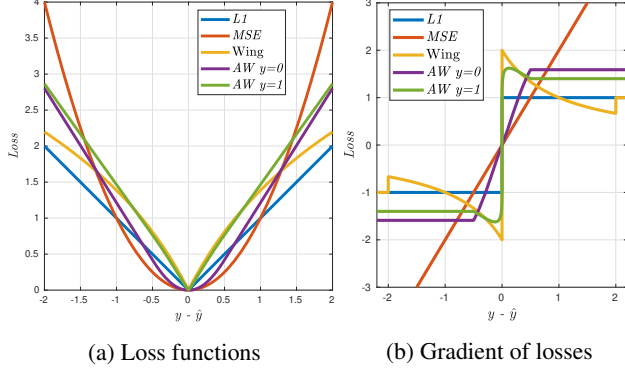 4
3.5
3
2.5
2
1.5
1
0.5
0
-2
-1.5
-1
-0.5
0
0.5
1
1.5
2
Loss
y - ŷ
L1
MSE
Wing
AW y=0
AW y=1
(a) Loss functions
3
2
1
0
-1
-2
-3
-2
-1
0
1
2
Loss
y - ŷ
L1
MSE
Wing
AW y=0
AW y=1
(b) Gradient of losses